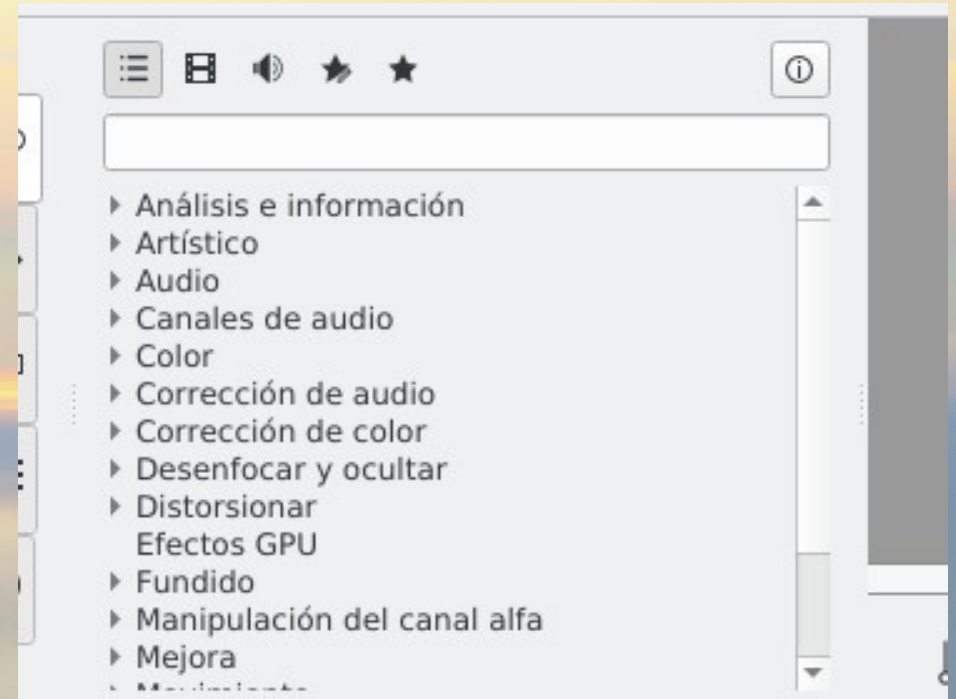 Análisis e información
Artístico
Audio
Canales de audio
Color
Corrección de audio
Corrección de color
Desenfocar y ocultar
Distorsionar
Efectos GPU
Fundido
Manipulación del canal alfa
Mejora